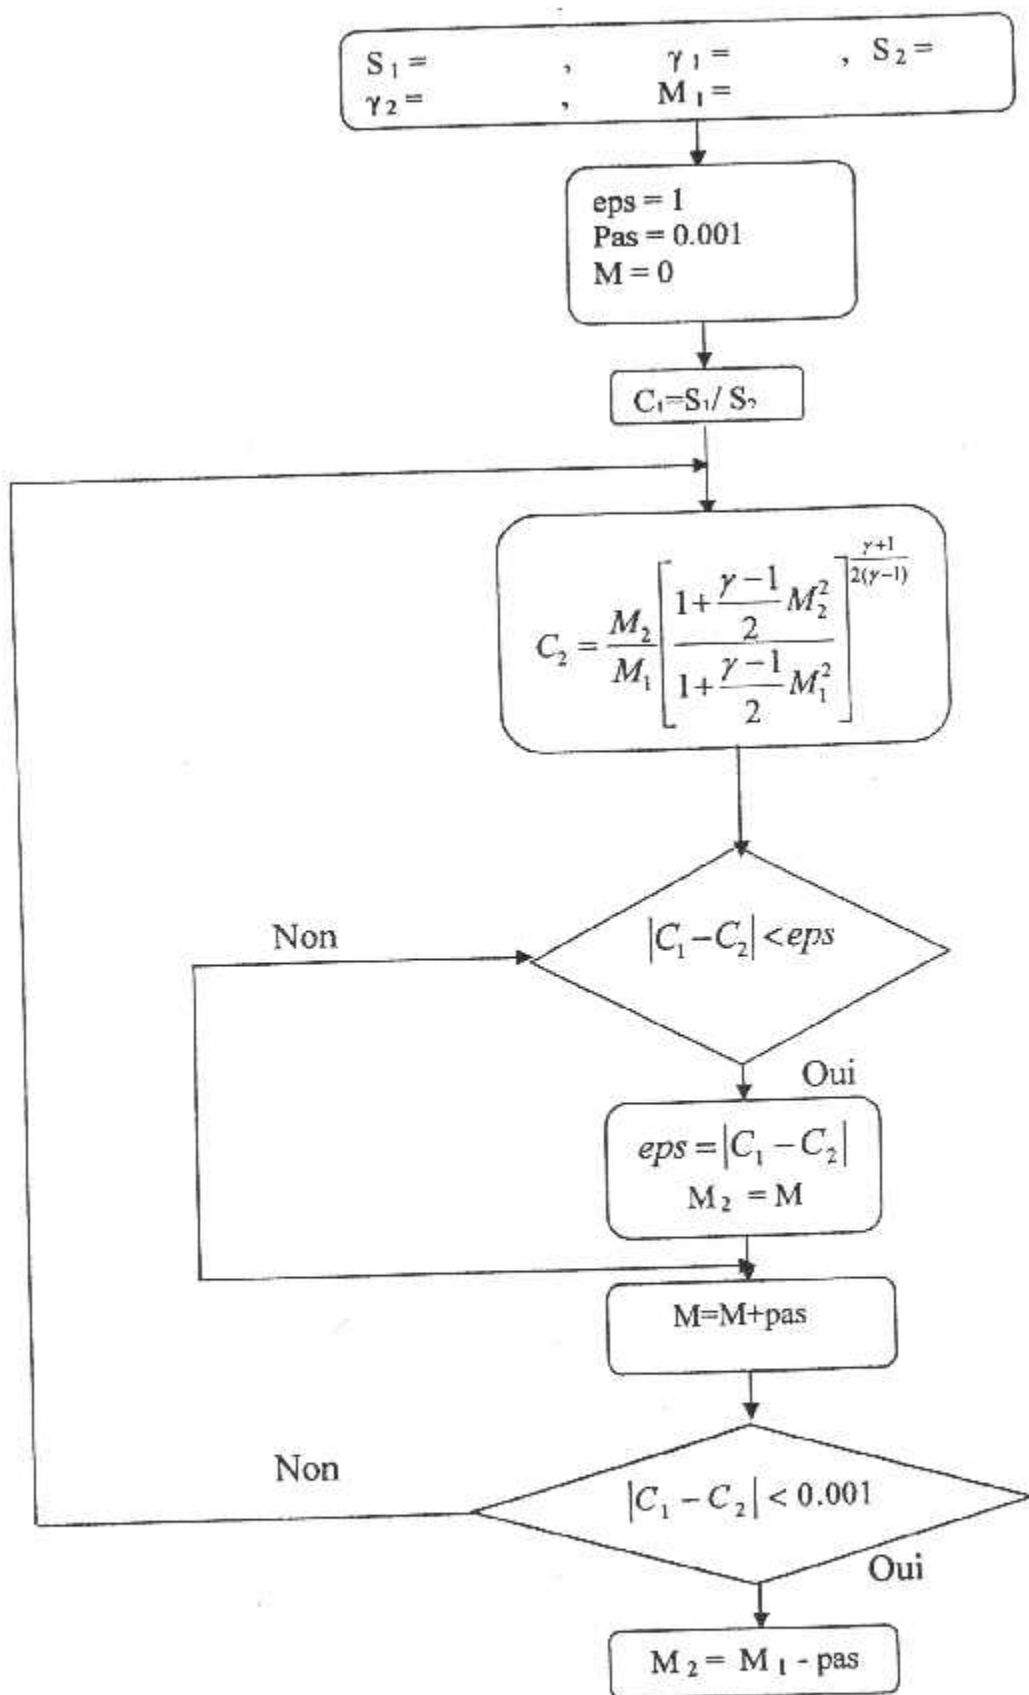 S₁ = , γ₁ = , S₂ =
γ₂ = , M₁ =
eps = 1
Pas = 0.001
M = 0
C₁=S₁/ S₂
C₂ = M₂/M₁ [(1+ (γ−1)/2 M₂²)/(1+ (γ−1)/2 M₁²)]^((γ+1)/(2(γ−1)))
|C₁ −C₂| <eps
Non
Oui
eps=|C₁ − C₂|
M₂ = M
M=M+pas
Non
|C₁ − C₂| < 0.001
Oui
M₂ = M₁ - pas